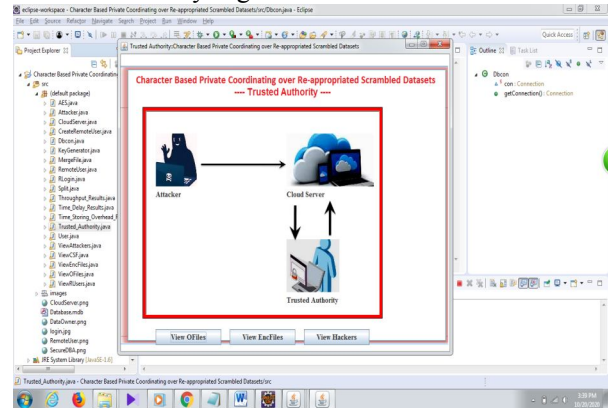 eclipse-workspace - Character Based Private Coordinating over Re-appropriated Scrambled Datasets/src/Dbcon.java - Eclipse
File Edit Source Refactor Navigate Search Project Run Window Help
Quick Access
Project Explorer
Character Based Private Coordinatin
src
(default package)
AES.java
Attacker.java
CloudServer.java
CreateRemoteUser.java
Dbcon.java
KeyGenerator.java
MergeFile.java
RemoteUser.java
RLogin.java
Split.java
Throughput_Results.java
Time_Delay_Results.java
Time_Storing_Overhead_R
Trusted_Authority.java
User.java
ViewAttackers.java
ViewCSF.java
ViewEncFiles.java
ViewOFiles.java
ViewRUsers.java
images
CloudServer.png
Database.mdb
DataOwner.png
login.jpg
RemoteUser.png
SecureDBA.png
JRE System Library [JavaSE-1.6]
Trusted Authority:Character Based Private Coordinating over Re-appropriated Scrambled Datasets
Character Based Private Coordinating over Re-appropriated Scrambled Datasets
---- Trusted Authority ----
Attacker
Cloud Server
Trusted Authority
View OFiles
View EncFiles
View Hackers
Outline
Task List
Dbcon
con : Connection
getConnection() : Connection
Trusted_Authority.java - Character Based Private Coordinating over Re-appropriated Scrambled Datasets/src
3:38 PM
10/20/2020